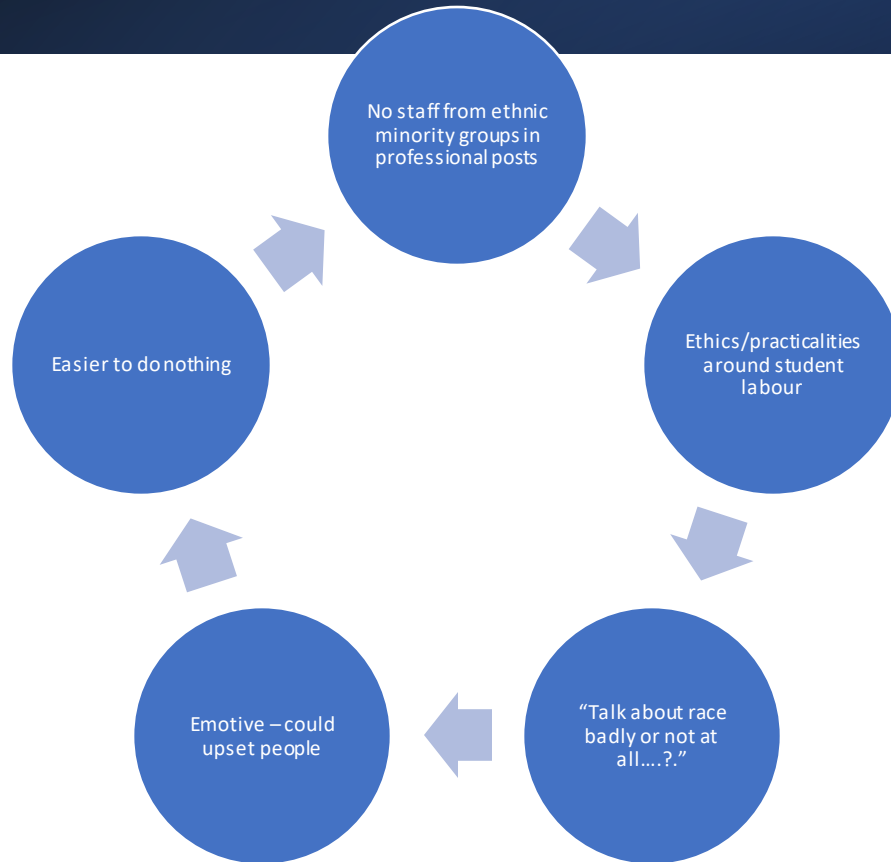 No staff from ethnic
minority groups in
professional posts
Ethics/practicalities
around student
labour
“Talk about race
badly or not at
all....?.”
Emotive – could
upset people
Easier to do nothing